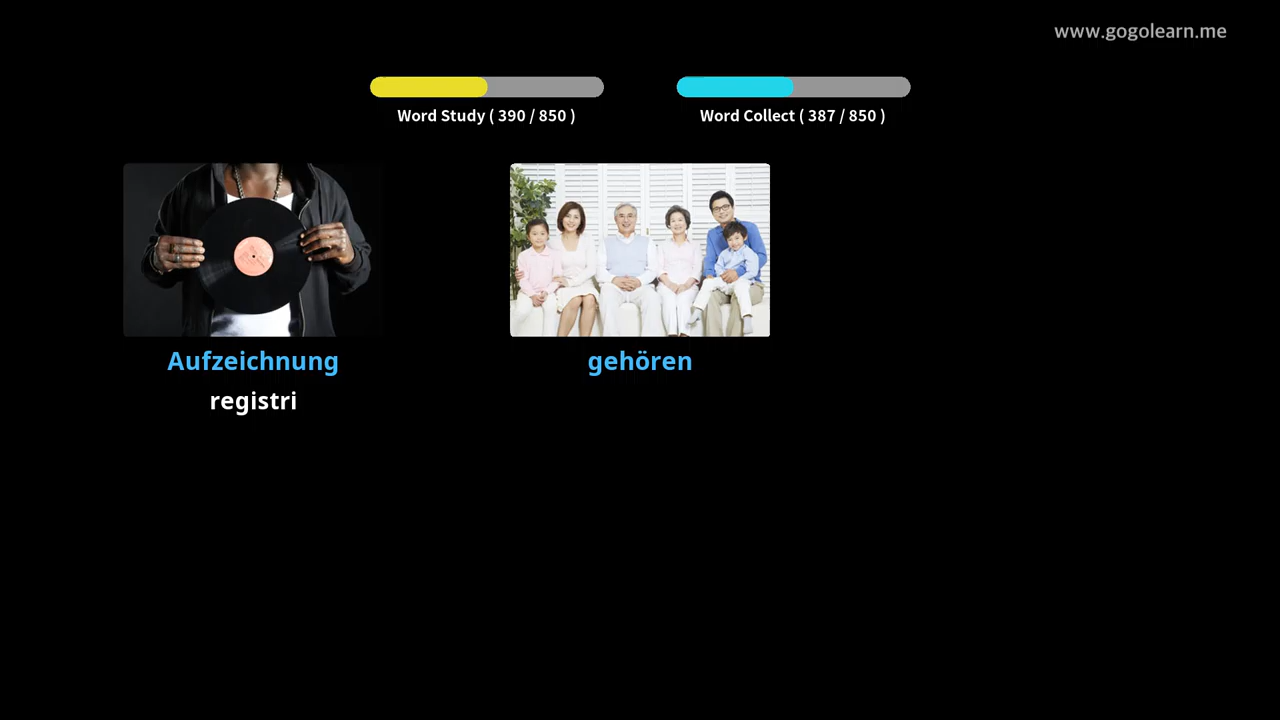 www.gogolearn.me
Word Study ( 390 / 850 )
Word Collect ( 387 / 850 )
Aufzeichnung
gehören
registri